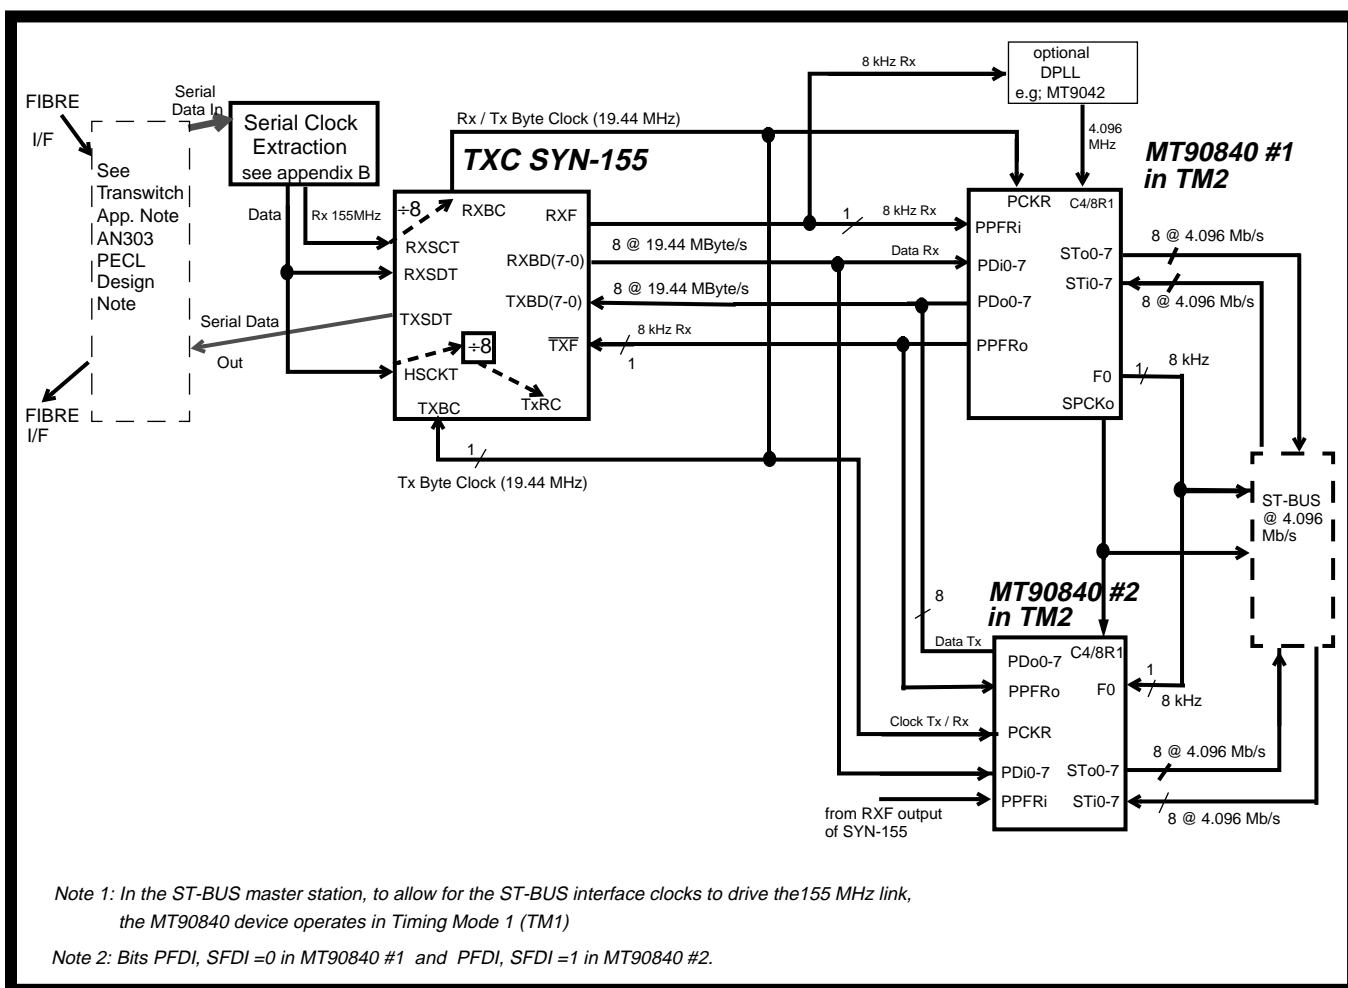 optional
DPLL
e.g; MT9042
8 kHz Rx
4.096
MHz
FIBRE
I/F
Serial
Data In
Serial Clock
Extraction
see appendix B
Rx / Tx Byte Clock (19.44 MHz)
TXC SYN-155
MT90840 #1
in TM2
See
Transwitch
App. Note
AN303
PECL
Design
Note
Data
Rx 155MHz
÷8
RXBC
RXF
RXSCT
RXBD(7-0)
RXSDT
TXBD(7-0)
TXSDT
TXF
÷8
HSCKT
TXBC
TxRC
8 @ 19.44 MByte/s
8 @ 19.44 MByte/s
8 kHz Rx
1
1
8 kHz Rx
Data Rx
PCKR
C4/8R1
PPFRi
STo0-7
PDi0-7
STi0-7
PDo0-7
PPFRo
F0
SPCKo
8 @ 4.096 Mb/s
8 @ 4.096 Mb/s
8 kHz
1
Serial Data
Out
FIBRE
I/F
1
Tx Byte Clock (19.44 MHz)
ST-BUS
@ 4.096
Mb/s
MT90840 #2
in TM2
8
Data Tx
PDo0-7
C4/8R1
PPFRo
F0
1
8 kHz
Clock Tx / Rx
PCKR
PDi0-7
STo0-7
8 @ 4.096 Mb/s
PPFRi
STi0-7
8 @ 4.096 Mb/s
from RXF output
of SYN-155
Note 1: In the ST-BUS master station, to allow for the ST-BUS interface clocks to drive the155 MHz link,
the MT90840 device operates in Timing Mode 1 (TM1)
Note 2: Bits PFDI, SFDI =0 in MT90840 #1 and PFDI, SFDI =1 in MT90840 #2.